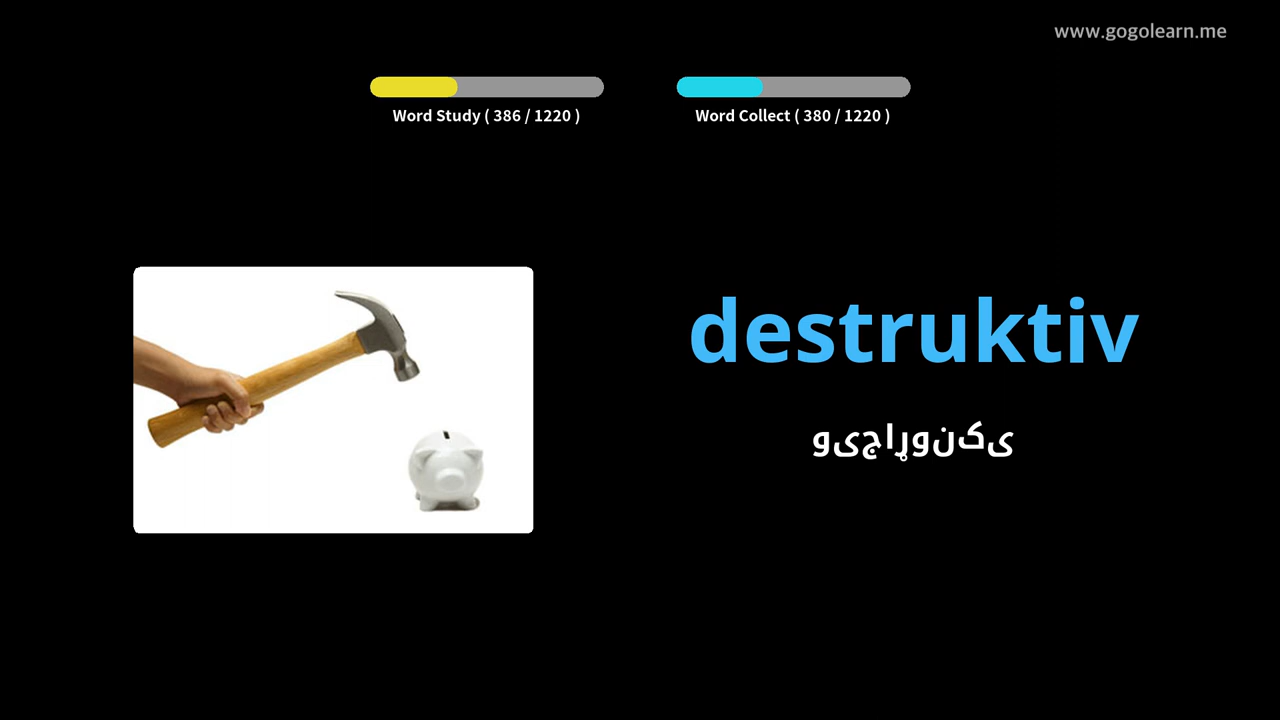 www.gogolearn.me
Word Study ( 386 / 1220 )
Word Collect ( 380 / 1220 )
destruktiv
ویجاړونکی